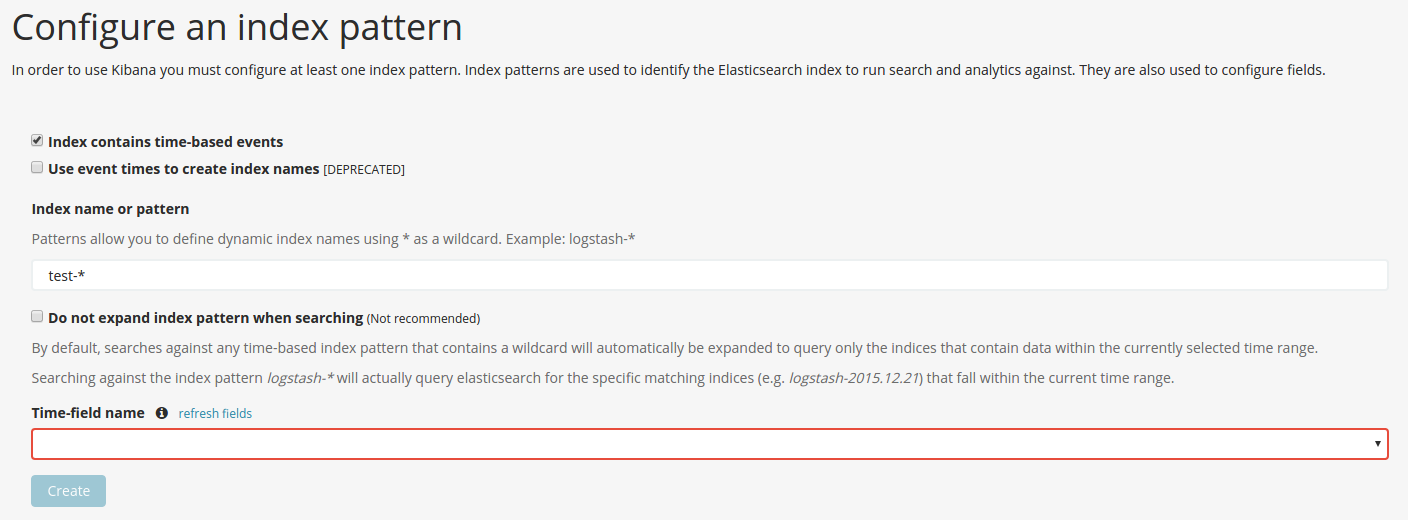 Configure an index pattern
In order to use Kibana you must configure at least one index pattern. Index patterns are used to identify the Elasticsearch index to run search and analytics against. They are also used to configure fields.
Index contains time-based events
Use event times to create index names [DEPRECATED]
Index name or pattern
Patterns allow you to define dynamic index names using * as a wildcard. Example: logstash-*
test-*
Do not expand index pattern when searching (Not recommended)
By default, searches against any time-based index pattern that contains a wildcard will automatically be expanded to query only the indices that contain data within the currently selected time range.
Searching against the index pattern logstash-* will actually query elasticsearch for the specific matching indices (e.g. logstash-2015.12.21) that fall within the current time range.
Time-field name refresh fields
Create